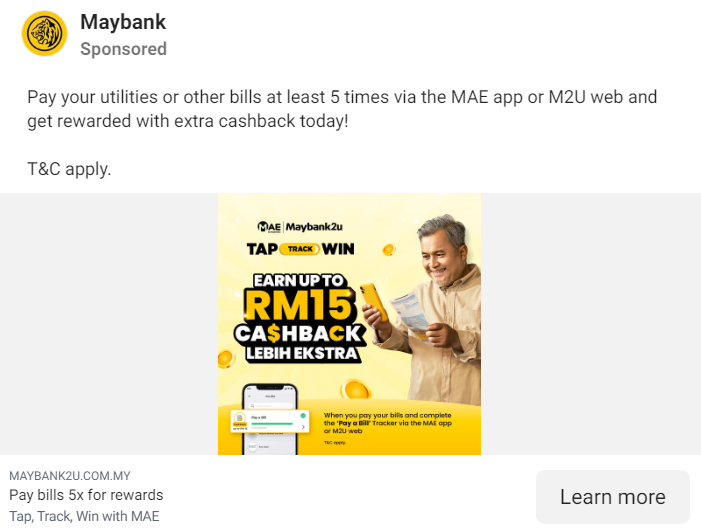 Maybank
Sponsored
Pay your utilities or other bills at least 5 times via the MAE app or M2U web and
get rewarded with extra cashback today!
T&C apply.
MAE | Maybank2u
TAP TRACK WIN
EARN UP TO
RM15
CA$HBACK
LEBIH EKSTRA
Pay a Bill
When you pay your bills and complete
the 'Pay a Bill' Tracker via the MAE app
or M2U web
T&C apply.
MAYBANK2U.COM.MY
Pay bills 5x for rewards
Tap, Track, Win with MAE
Learn more